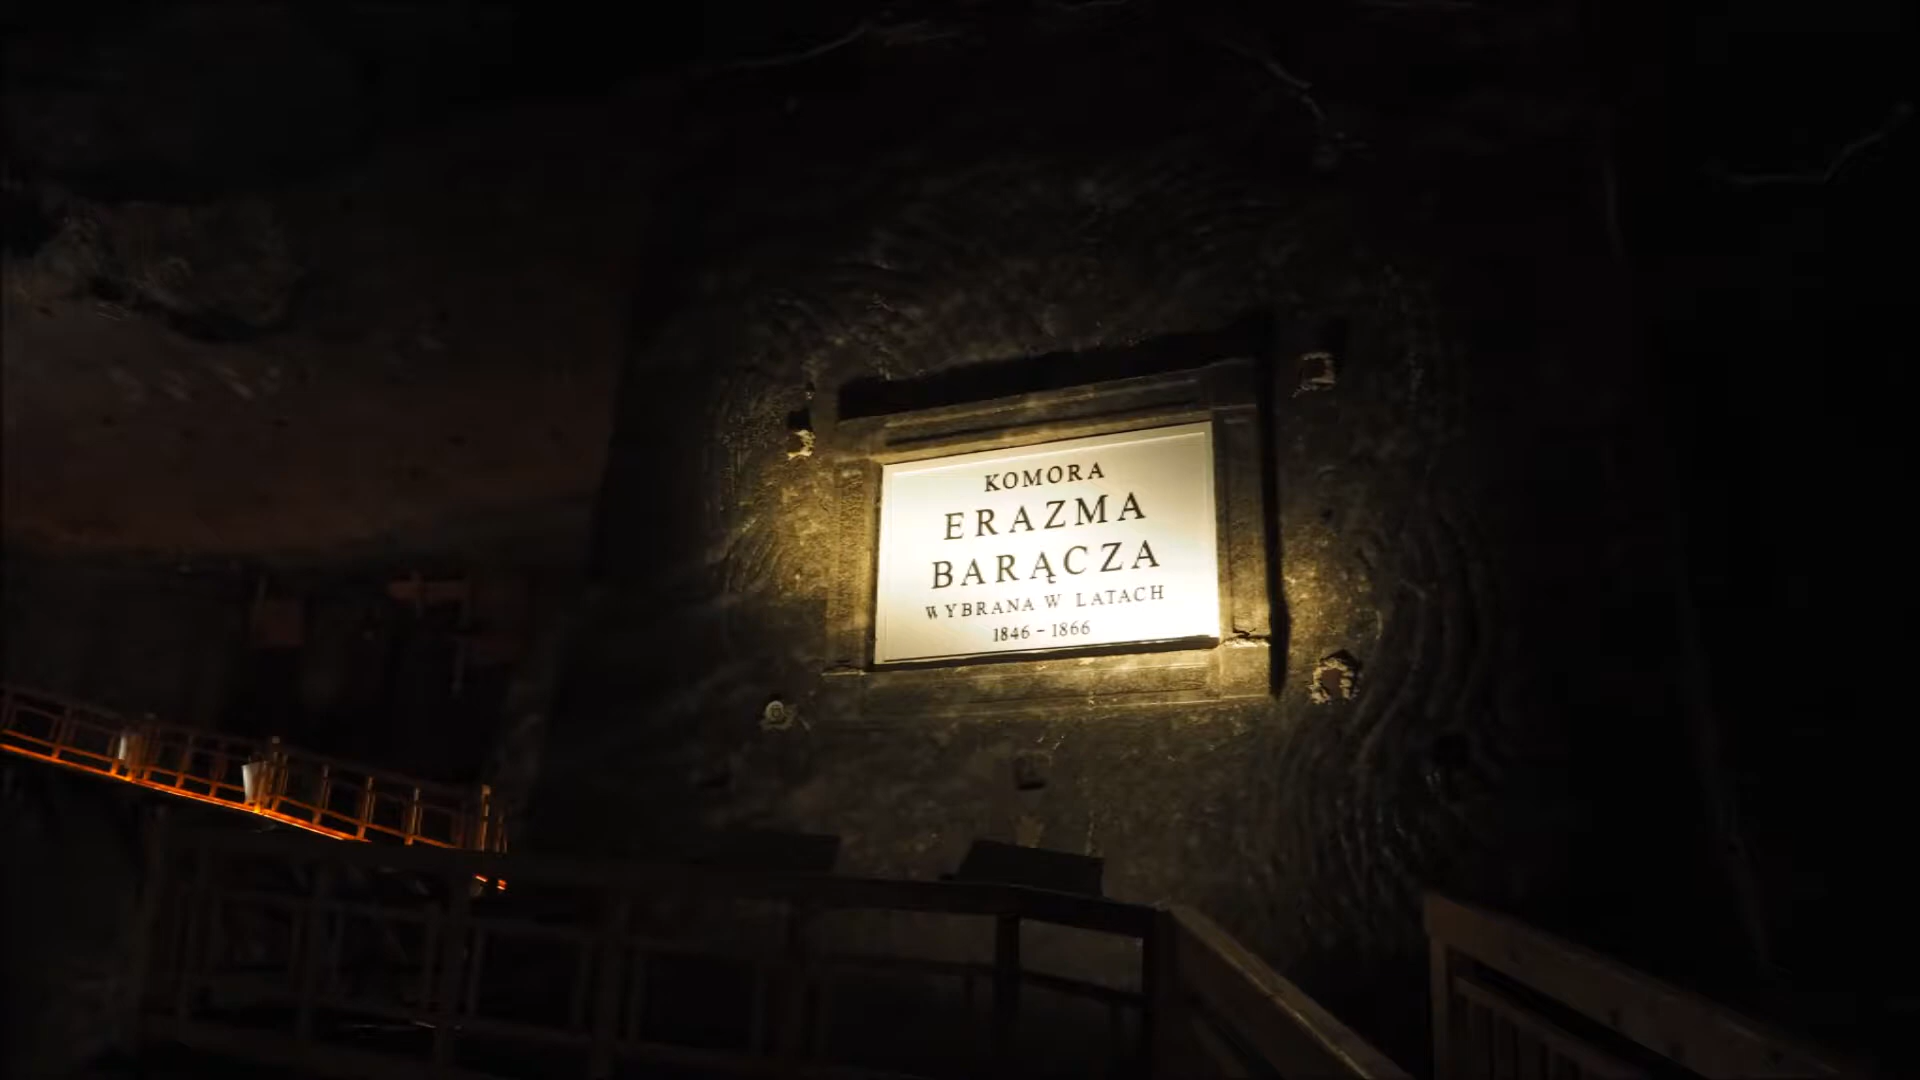 KOMORA
ERAZMA
BARĄCZA
WYBRANA W LATACH
1846 - 1866